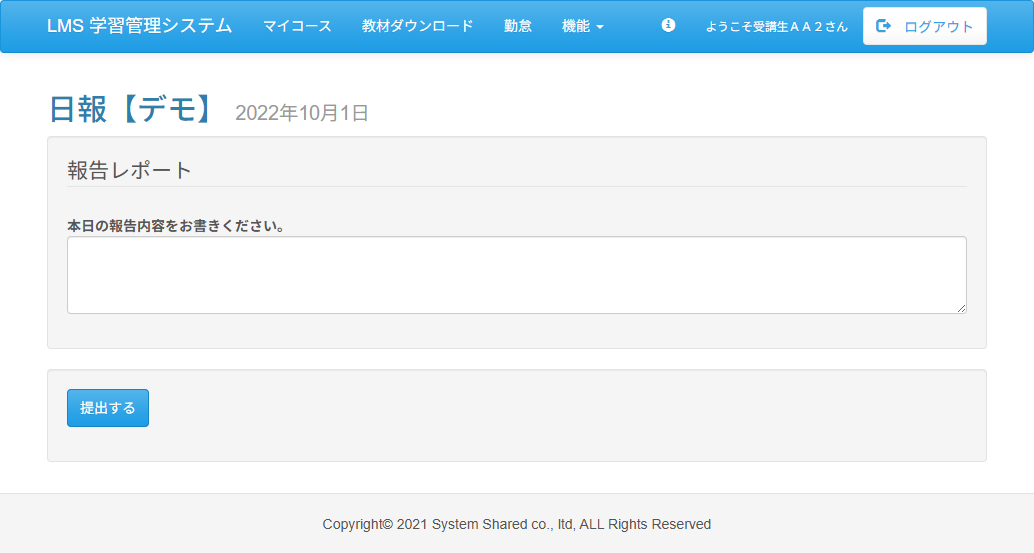 LMS 学習管理システム マイコース 教材ダウンロード 勤怠 機能 ようこそ受講生ＡＡ２さん ログアウト
日報【デモ】 2022年10月1日
報告レポート
本日の報告内容をお書きください。
提出する
Copyright© 2021 System Shared co., ltd, ALL Rights Reserved